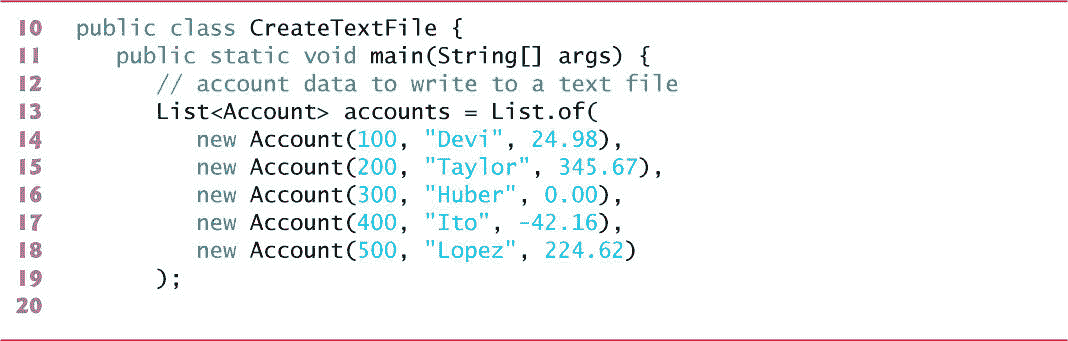 10 public class CreateTextFile {
11 public static void main(String[] args) {
12 // account data to write to a text file
13 List<Account> accounts = List.of(
14 new Account(100, "Devi", 24.98),
15 new Account(200, "Taylor", 345.67),
16 new Account(300, "Huber", 0.00),
17 new Account(400, "Ito", -42.16),
18 new Account(500, "Lopez", 224.62)
19 );
20